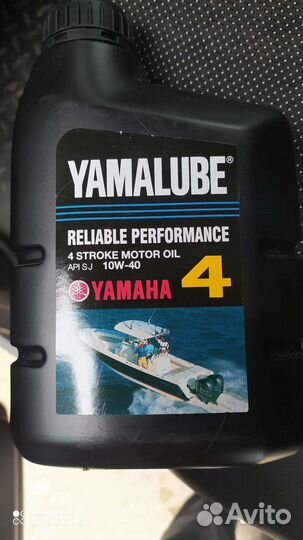 YAMALUBE®
RELIABLE PERFORMANCE
4 STROKE MOTOR OIL
API SJ 10W-40
YAMAHA 4
Avito